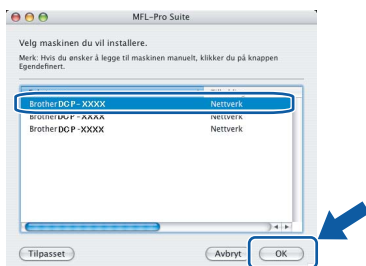 MFL-Pro Suite
Velg maskinen du vil installere.
Merk: Hvis du ønsker å legge til maskinen manuelt, klikker du på knappen
Egendefinert.
Brother DCP-XXXX Nettverk
Brother DCP-XXXX Nettverk
Brother DCP-XXXX Nettverk
Tilpasset Avbryt OK